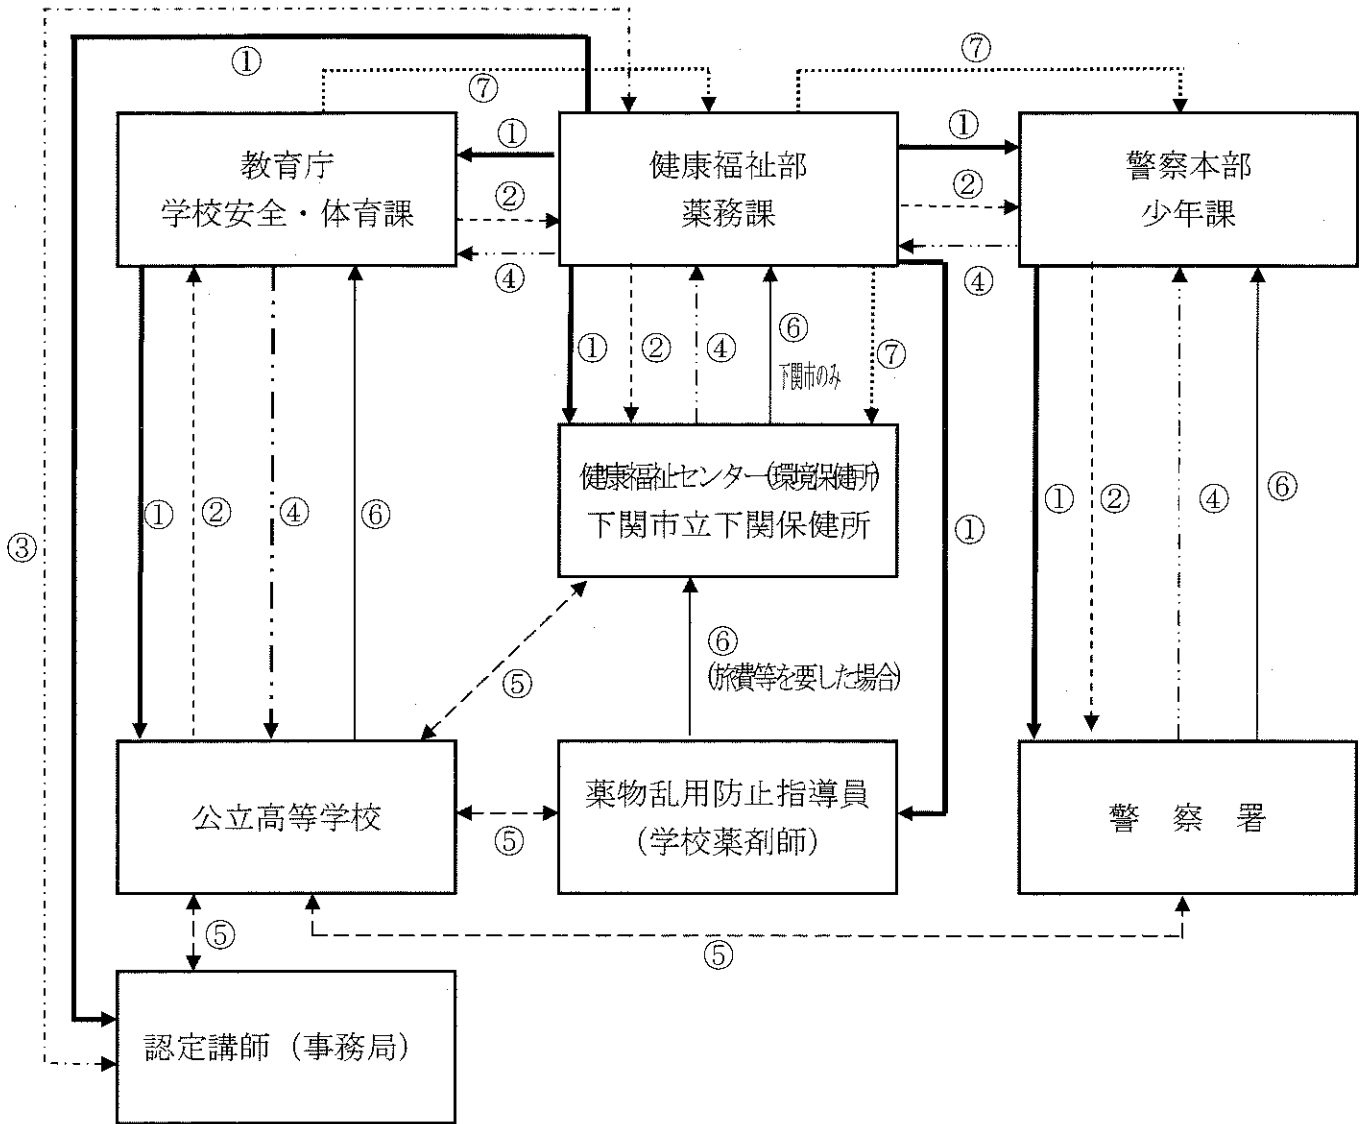 ①
⑦
⑦
教育庁
学校安全・体育課
①
②
④
健康福祉部
薬務課
①
②
④
警察本部
少年課
①
②
④
⑥
①
②
④
⑥
下関市のみ
⑦
①
①
②
④
⑥
③
健康福祉センター(環境保健所)
下関市立下関保健所
⑤
⑥
(旅費等を要した場合)
公立高等学校
⑤
薬物乱用防止指導員
(学校薬剤師)
警察署
⑤
⑤
認定講師（事務局）